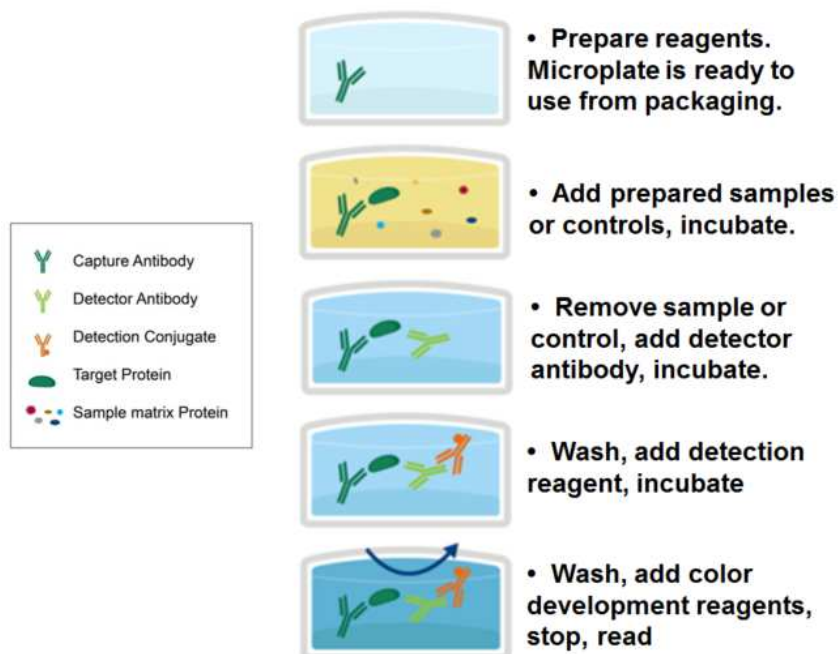 • Prepare reagents.
Microplate is ready to
use from packaging.
• Add prepared samples
or controls, incubate.
Capture Antibody
Detector Antibody
Detection Conjugate
Target Protein
Sample matrix Protein
• Remove sample or
control, add detector
antibody, incubate.
• Wash, add detection
reagent, incubate
• Wash, add color
development reagents,
stop, read